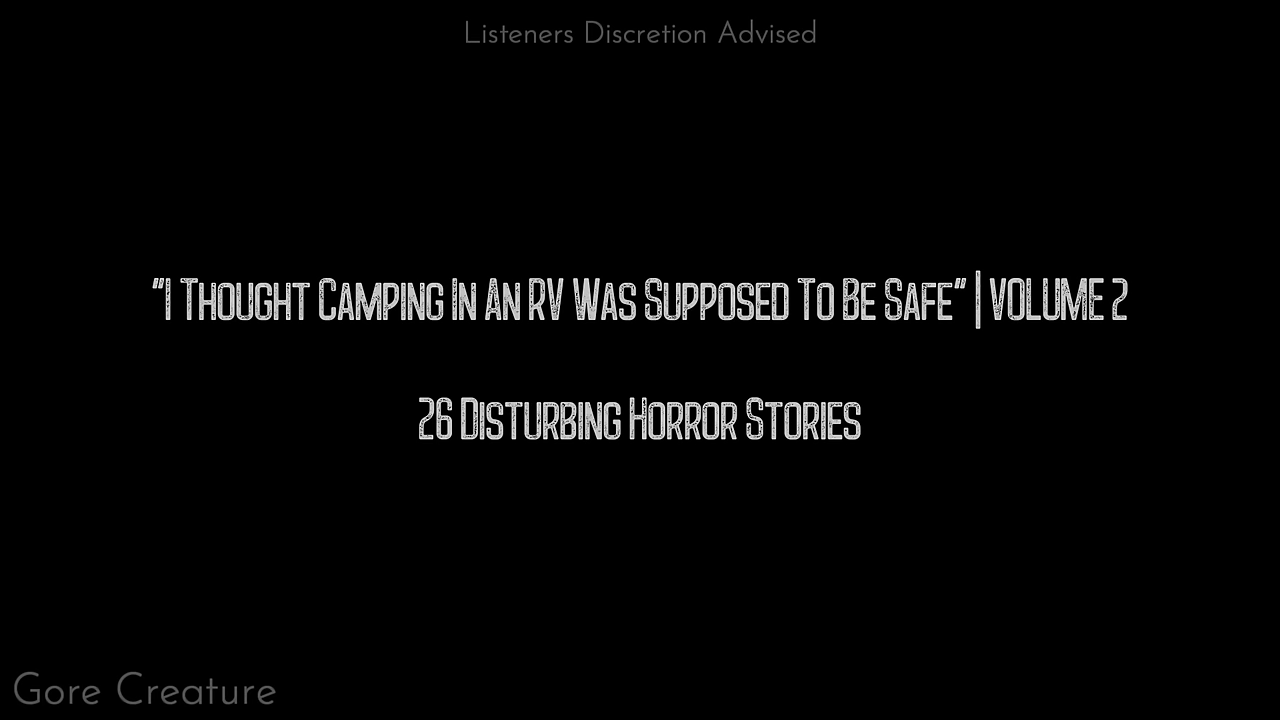 Listeners Discretion Advised
"I Thought Camping In An RV Was Supposed To Be Safe" | VOLUME 2
26 Disturbing Horror Stories
Gore Creature